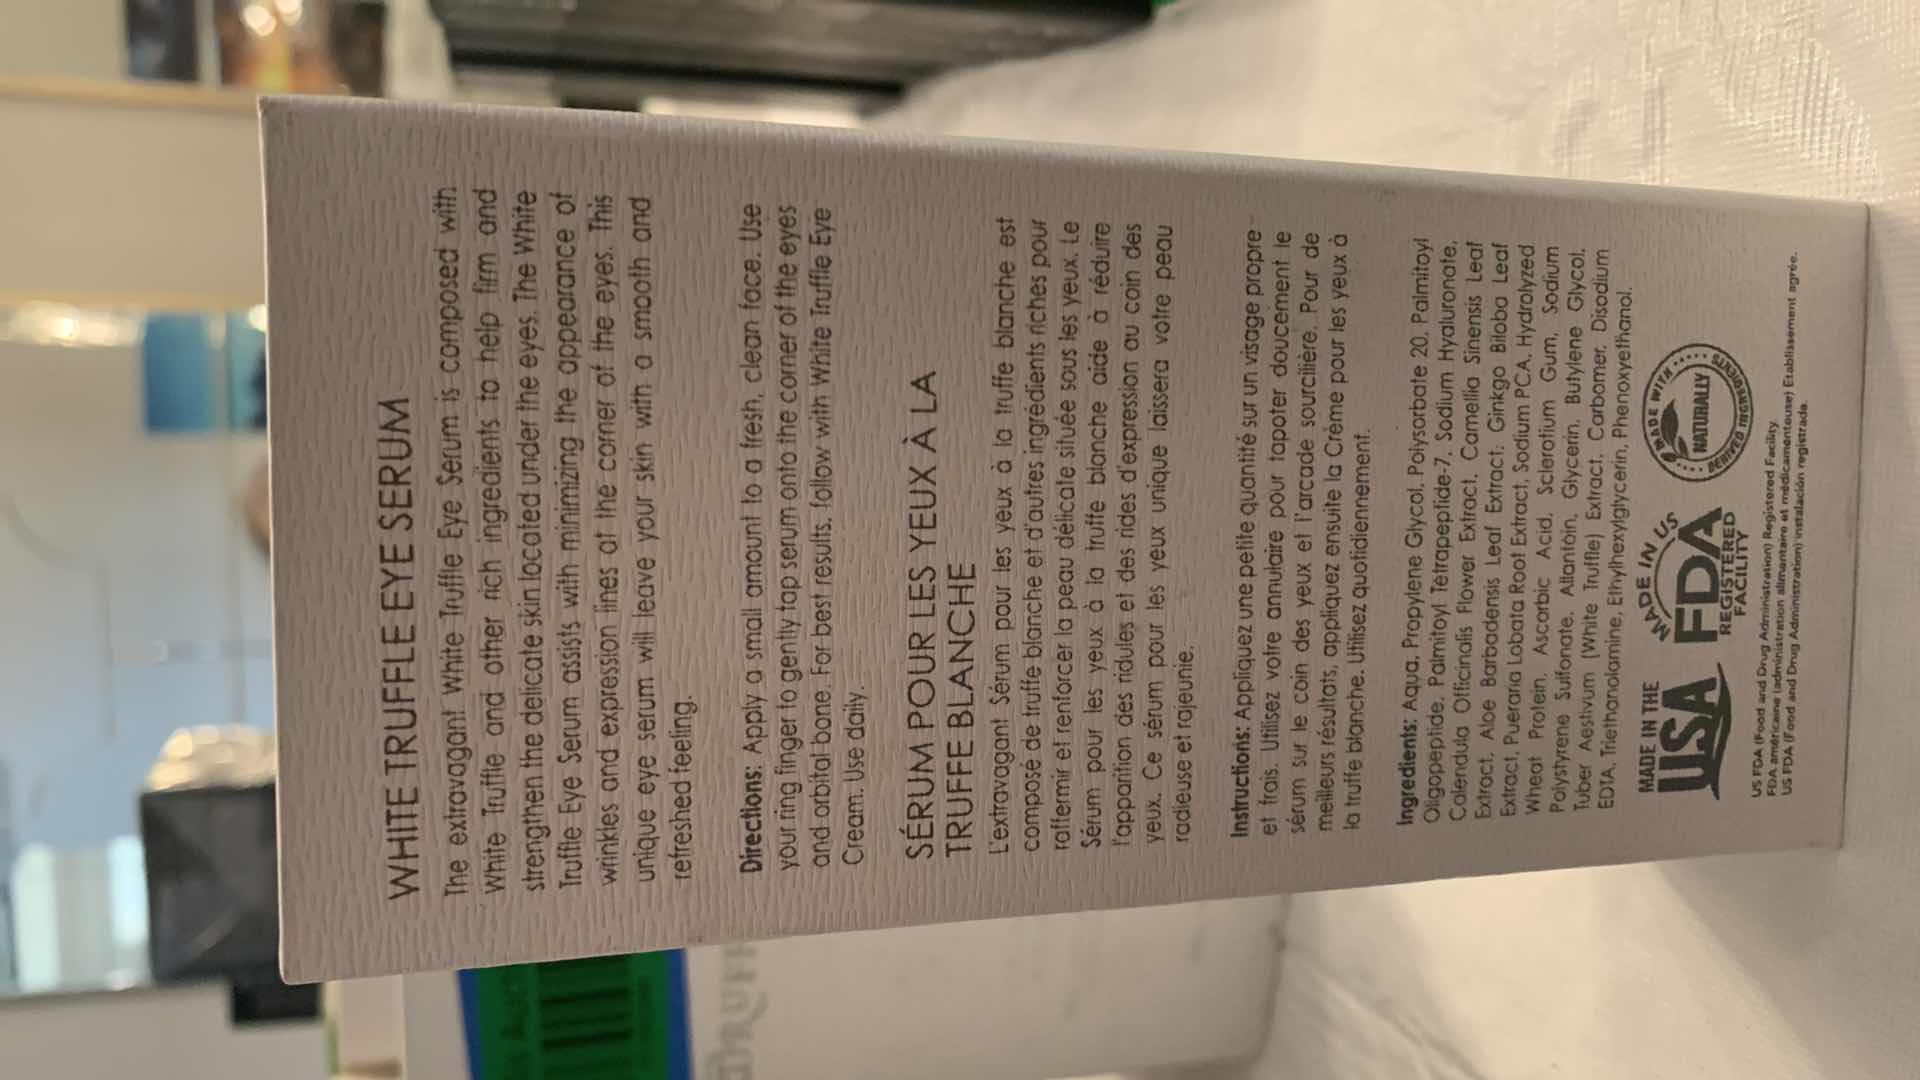 WHITE TRUFFLE EYE SERUM
The extravagant White Truffle Eye Serum is composed with
White Truffle and other rich ingredients to help firm and
strengthen the delicate skin located under the eyes. The White
Truffle Eye Serum assists with minimizing the appearance of
wrinkles and expression lines at the corner of the eyes. This
unique eye serum will leave your skin with a smooth and
refreshed feeling.
Directions: Apply a small amount to a fresh, clean face. Use
your ring finger to gently tap serum onto the corner of the eyes
and orbital bone. For best results, follow with White Truffle Eye
Cream. Use daily.
SÉRUM POUR LES YEUX À LA
TRUFFE BLANCHE
L'extravagant Sérum pour les yeux à la truffe blanche est
composé de truffe blanche et d'autres ingrédients riches pour
raffermir et renforcer la peau délicate située sous les yeux. Le
Sérum pour les yeux à la truffe blanche aide à réduire
l'apparition des ridules et des rides d'expression au coin des
yeux. Ce sérum pour les yeux unique laissera votre peau
radieuse et rajeunie.
Instructions: Appliquez une petite quantité sur un visage propre
et frais. Utilisez votre annulaire pour tapoter doucement le
sérum sur le coin des yeux et l'arcade sourcilière. Pour de
meilleurs résultats, appliquez ensuite la Crème pour les yeux à
la truffe blanche. Utilisez quotidiennement.
Ingredients: Aqua, Propylene Glycol, Polysorbate 20, Palmitoyl
Oligopeptide, Palmitoyl Tetrapeptide-7, Sodium Hyaluronate,
Calendula Officinalis Flower Extract, Camellia Sinensis Leaf
Extract, Aloe Barbadensis Leaf Extract, Ginkgo Biloba Leaf
Extract, Pueraria Lobata Root Extract, Sodium PCA, Hydrolyzed
Wheat Protein, Ascorbic Acid, Sclerotium Gum, Sodium
Polystyrene Sulfonate, Allantoin, Glycerin, Butylene Glycol,
Tuber Aestivum (White Truffle) Extract, Carbomer, Disodium
EDTA, Triethanolamine, Ethylhexylglycerin, Phenoxyethanol.
MADE IN THE
USA
MADE IN US
FDA
REGISTERED
FACILITY
MADE WITH
NATURALLY
DERIVED INGREDIENTS
US FDA (Food and Drug Administration) Registered Facility
FDA américaine (administration alimentaire et médicamenteuse) Etablissement agrée.
US FDA (Food and Drug Administration) instalación registrada.